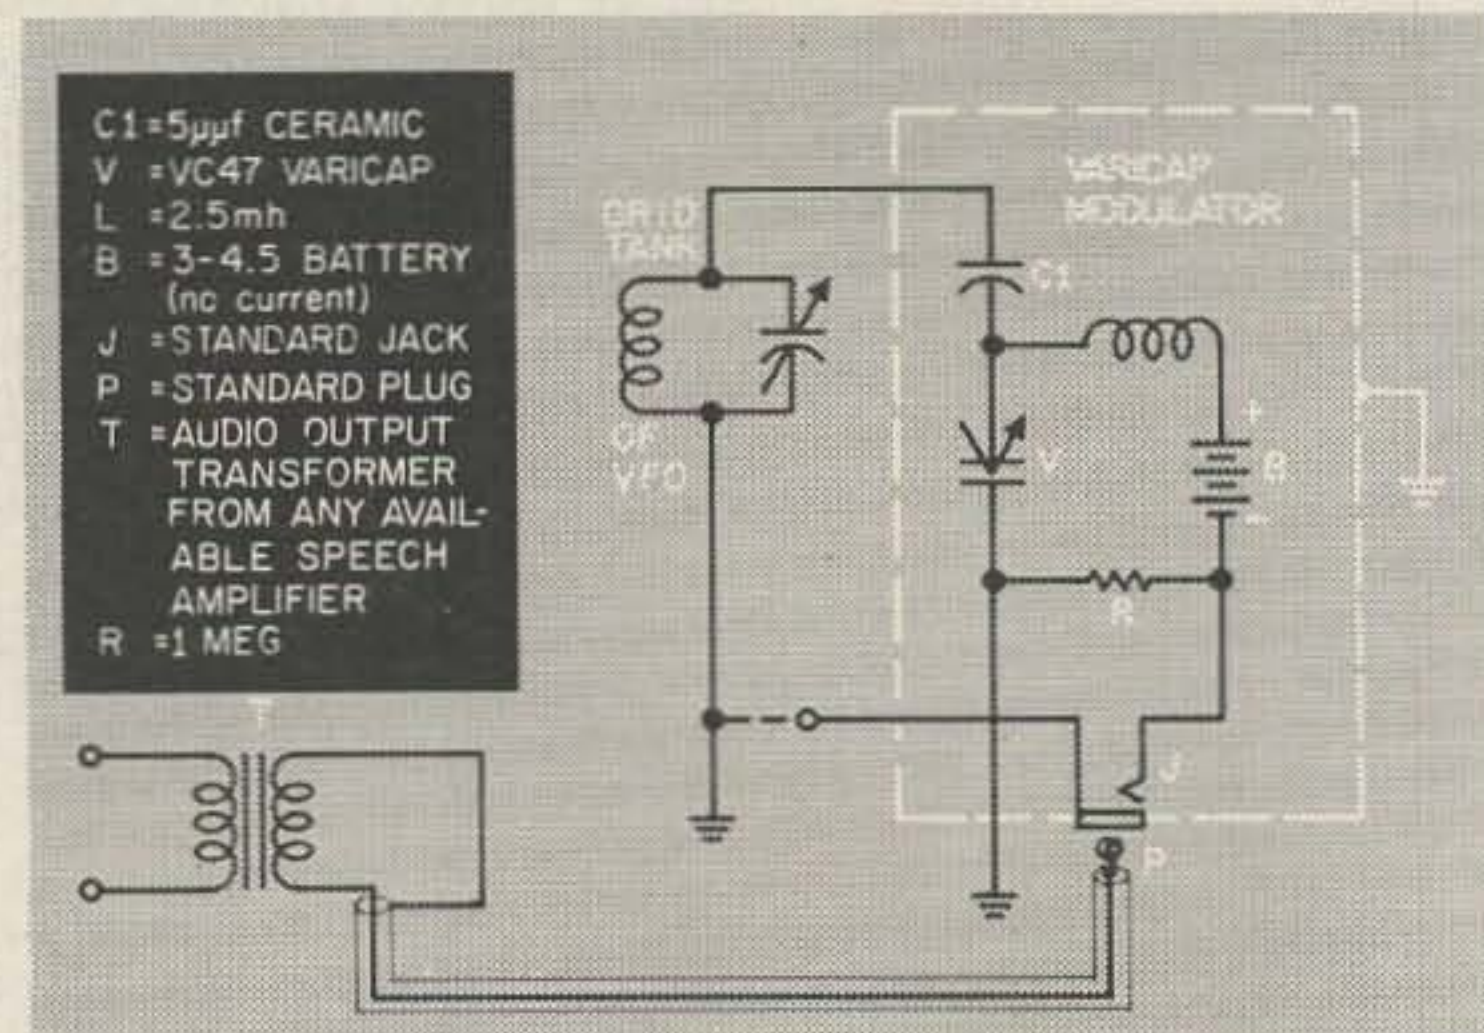 C1 =5µµf CERAMIC
V =VC47 VARICAP
L =2.5mh
B =3-4.5 BATTERY
(no current)
J =STANDARD JACK
P =STANDARD PLUG
T =AUDIO OUTPUT
TRANSFORMER
FROM ANY AVAIL-
ABLE SPEECH
AMPLIFIER
R =1 MEG
GRID
TANK
OF
VFO
VARICAP
MODULATOR
C1
V
+
B
-
R
J
P
T